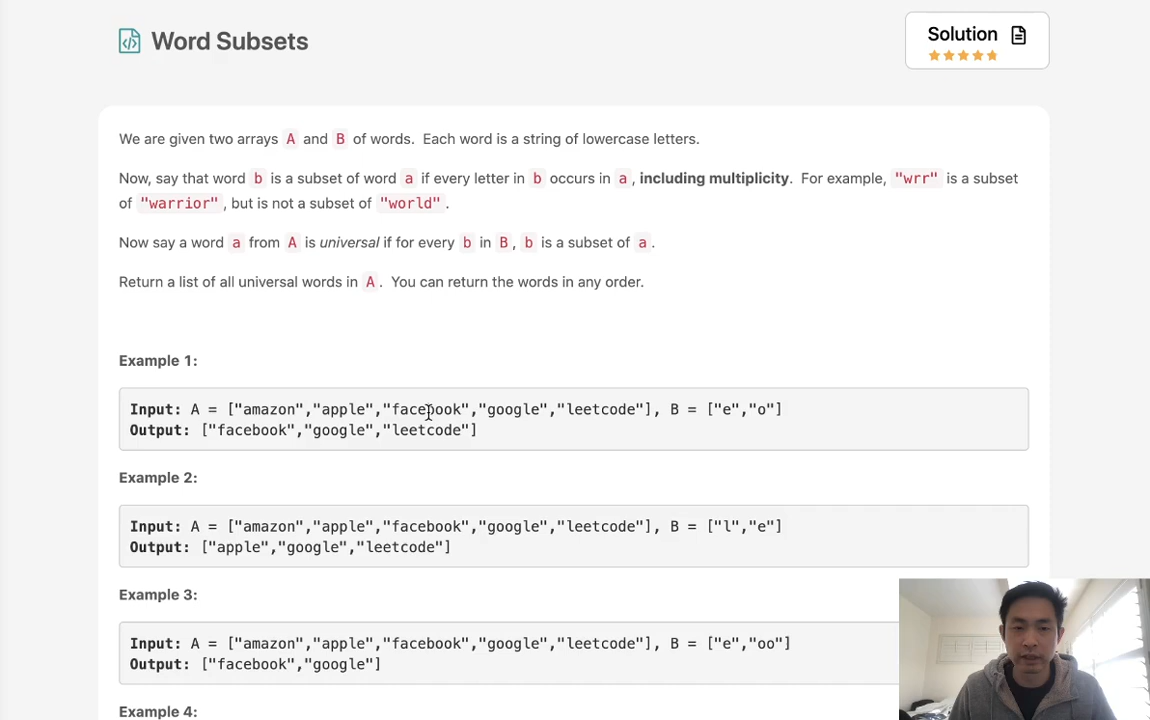 Word Subsets
Solution
We are given two arrays A and B of words. Each word is a string of lowercase letters.
Now, say that word b is a subset of word a if every letter in b occurs in a, including multiplicity. For example, "wrr" is a subset
of "warrior", but is not a subset of "world".
Now say a word a from A is universal if for every b in B, b is a subset of a.
Return a list of all universal words in A. You can return the words in any order.
Example 1:
Input: A = ["amazon","apple","facebook","google","leetcode"], B = ["e","o"]
Output: ["facebook","google","leetcode"]
Example 2:
Input: A = ["amazon","apple","facebook","google","leetcode"], B = ["l","e"]
Output: ["apple","google","leetcode"]
Example 3:
Input: A = ["amazon","apple","facebook","google","leetcode"], B = ["e","oo"]
Output: ["facebook","google"]
Example 4: